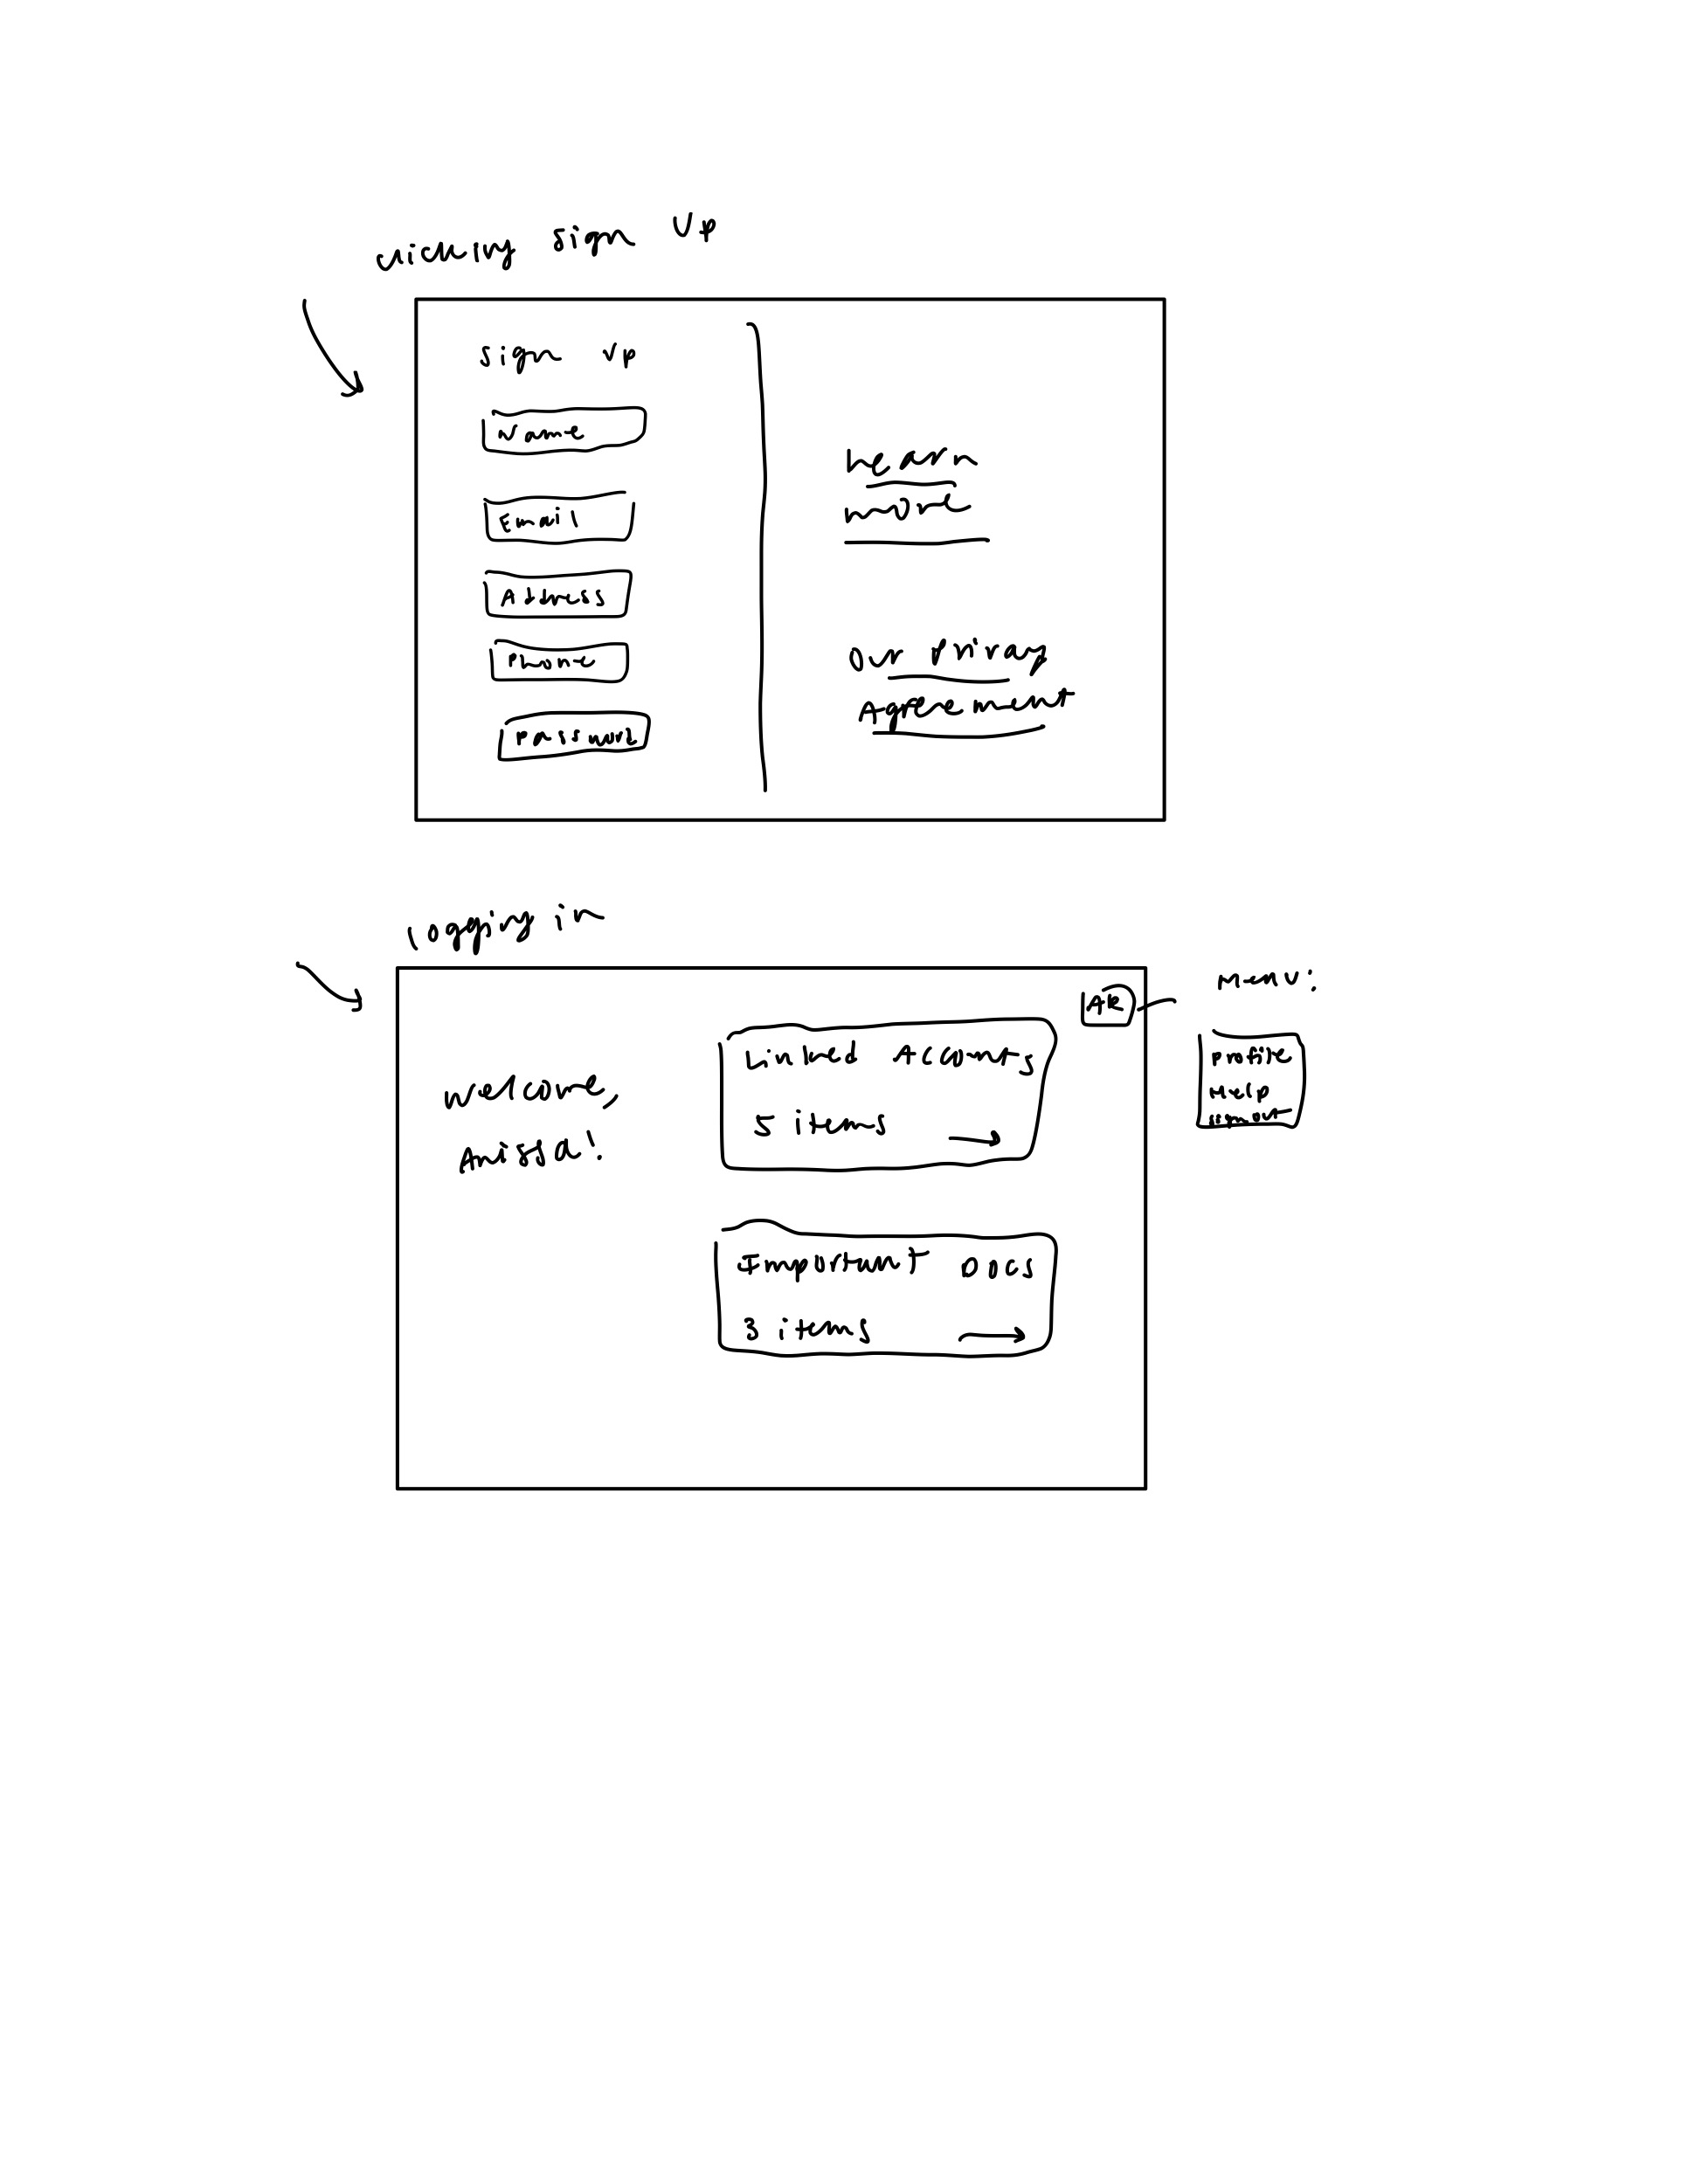 clicking sign up
sign up
Name
Email
Address
Phone
password
Learn
more
Our privacy
Agreement
logging in
AR
menu:
profile
Help
sign out
Welcome,
Anissa!
Linked Accounts
5 items
Important Docs
3 items